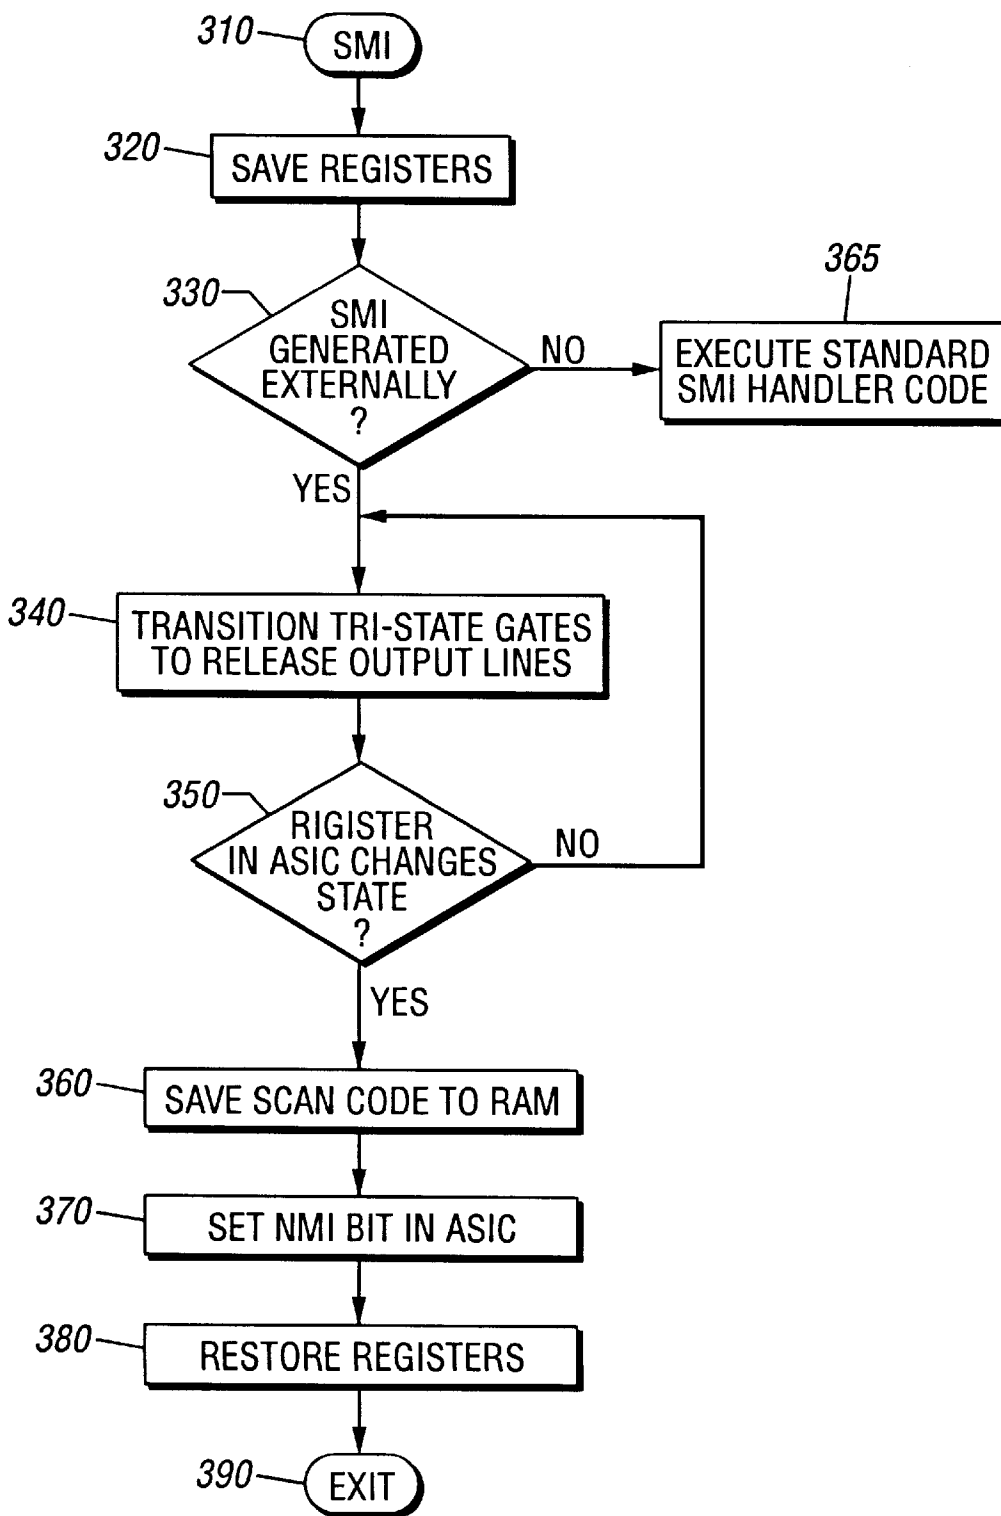 310
SMI
320
SAVE REGISTERS
330
SMI
GENERATED
EXTERNALLY
?
NO
365
EXECUTE STANDARD
SMI HANDLER CODE
YES
340
TRANSITION TRI-STATE GATES
TO RELEASE OUTPUT LINES
350
RIGISTER
IN ASIC CHANGES
STATE
?
NO
YES
360
SAVE SCAN CODE TO RAM
370
SET NMI BIT IN ASIC
380
RESTORE REGISTERS
390
EXIT